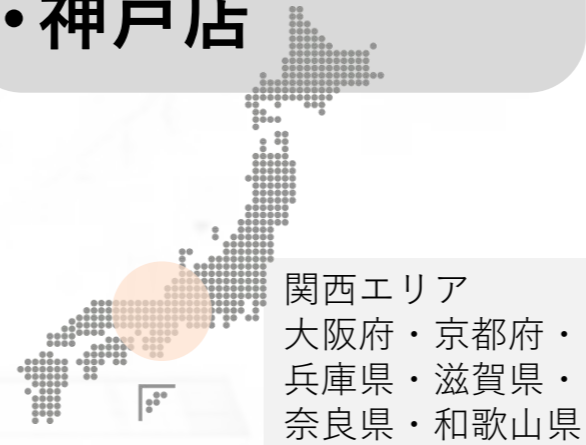 ・神戸店
関西エリア
大阪府・京都府・
兵庫県・滋賀県・
奈良県・和歌山県